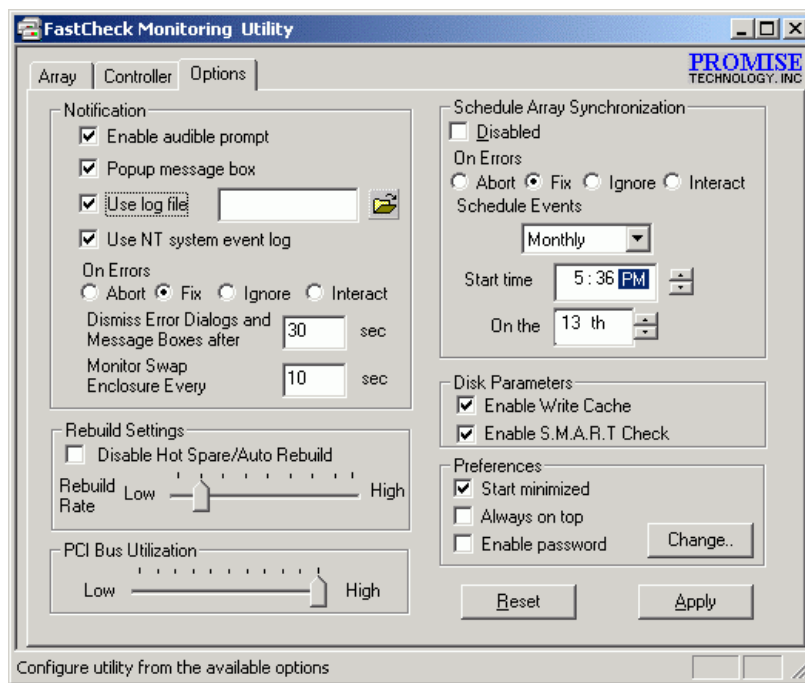 FastCheck Monitoring Utility
PROMISE
TECHNOLOGY, INC
Array
Controller
Options
Notification
Enable audible prompt
Popup message box
Use log file
Use NT system event log
On Errors
Abort Fix Ignore Interact
Dismiss Error Dialogs and
Message Boxes after 30 sec
Monitor Swap
Enclosure Every 10 sec
Rebuild Settings
Disable Hot Spare/Auto Rebuild
Rebuild
Rate Low High
PCI Bus Utilization
Low High
Schedule Array Synchronization
Disabled
On Errors
Abort Fix Ignore Interact
Schedule Events
Monthly
Start time 5 : 36 PM
On the 13 th
Disk Parameters
Enable Write Cache
Enable S.M.A.R.T Check
Preferences
Start minimized
Always on top
Enable password
Change..
Reset
Apply
Configure utility from the available options